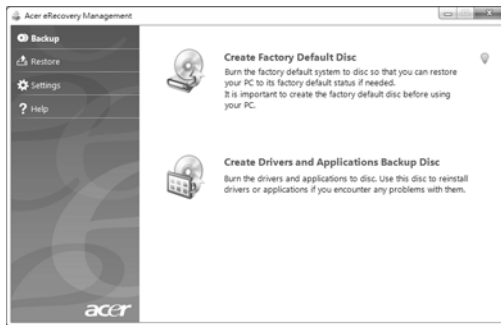 Acer eRecovery Management
Backup
Restore
Settings
Help
Create Factory Default Disc
Burn the factory default system to disc so that you can restore
your PC to its factory default status if needed.
It is important to create the factory default disc before using
your PC.
Create Drivers and Applications Backup Disc
Burn the drivers and applications to disc. Use this disc to reinstall
drivers or applications if you encounter any problems with them.
acer